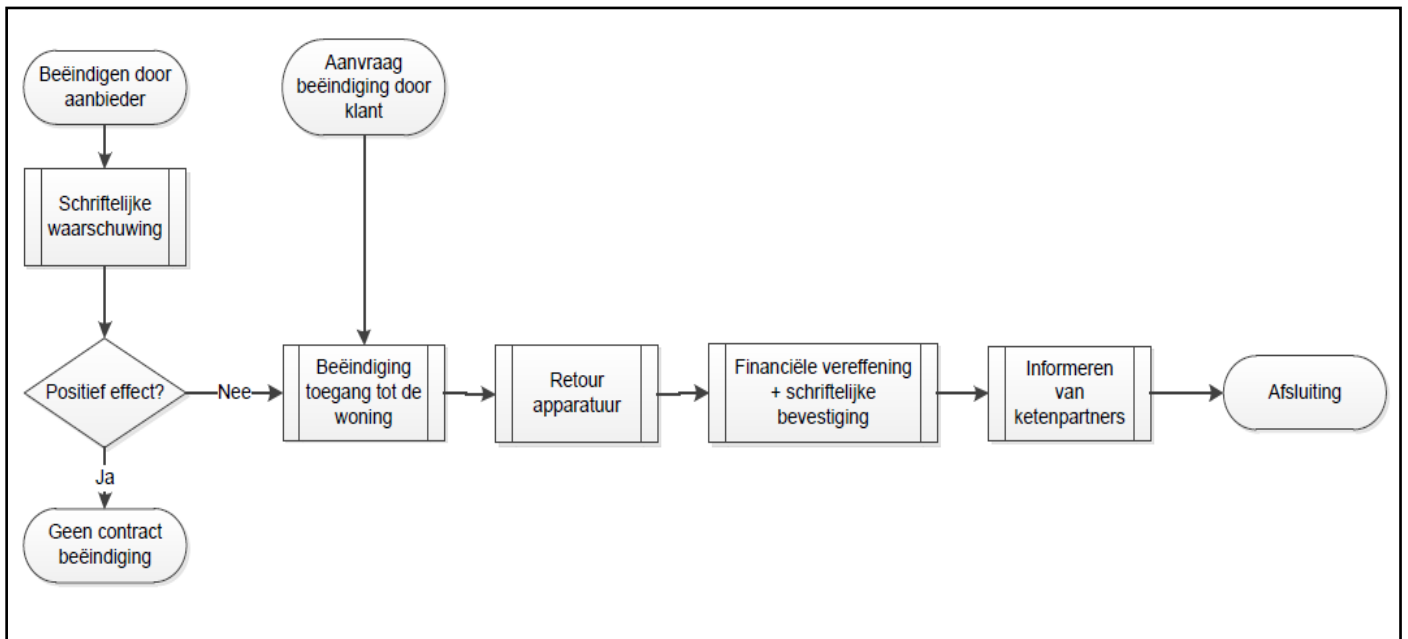 Beëindigen door
aanbieder
Aanvraag
beëindiging door
klant
Schriftelijke
waarschuwing
Positief effect?
Nee
Beëindiging
toegang tot de
woning
Retour
apparatuur
Financiële vereffening
+ schriftelijke
bevestiging
Informeren
van
ketenpartners
Afsluiting
Ja
Geen contract
beëindiging